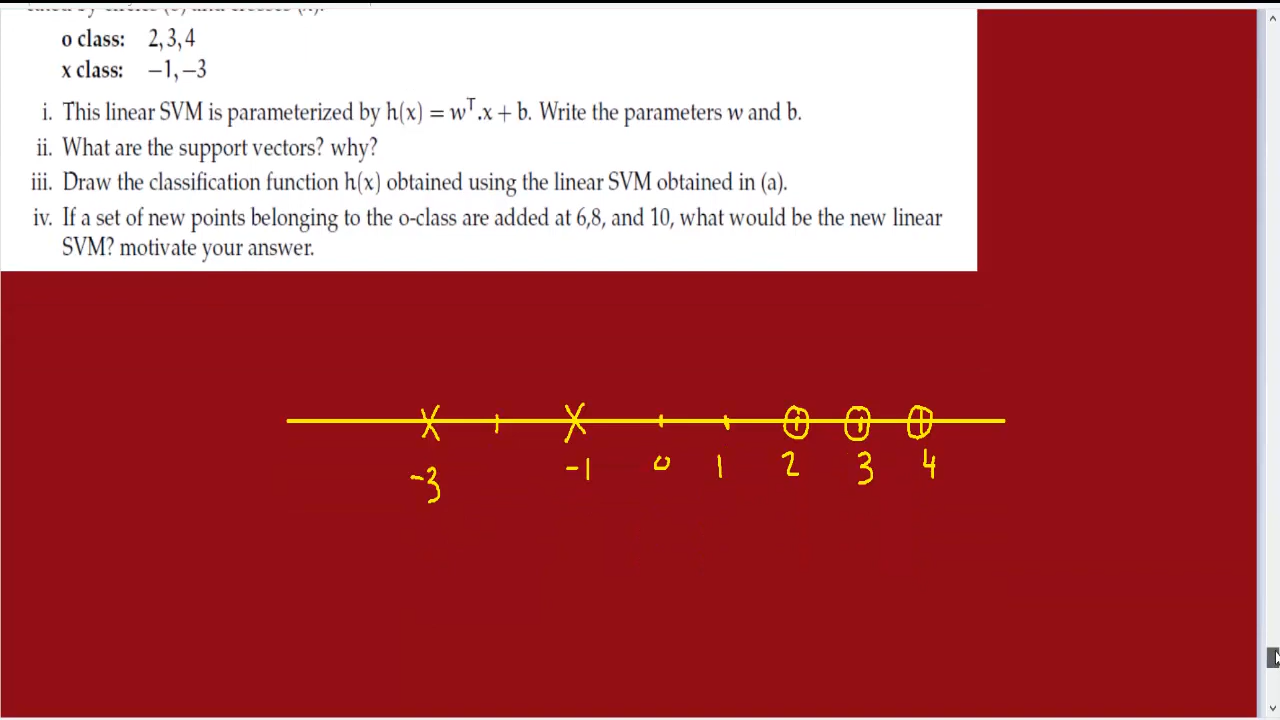 o class: 2,3,4
x class: −1,−3
i. This linear SVM is parameterized by h(x) = wᵀ.x + b. Write the parameters w and b.
ii. What are the support vectors? why?
iii. Draw the classification function h(x) obtained using the linear SVM obtained in (a).
iv. If a set of new points belonging to the o-class are added at 6,8, and 10, what would be the new linear
SVM? motivate your answer.
-3 -1 0 1 2 3 4